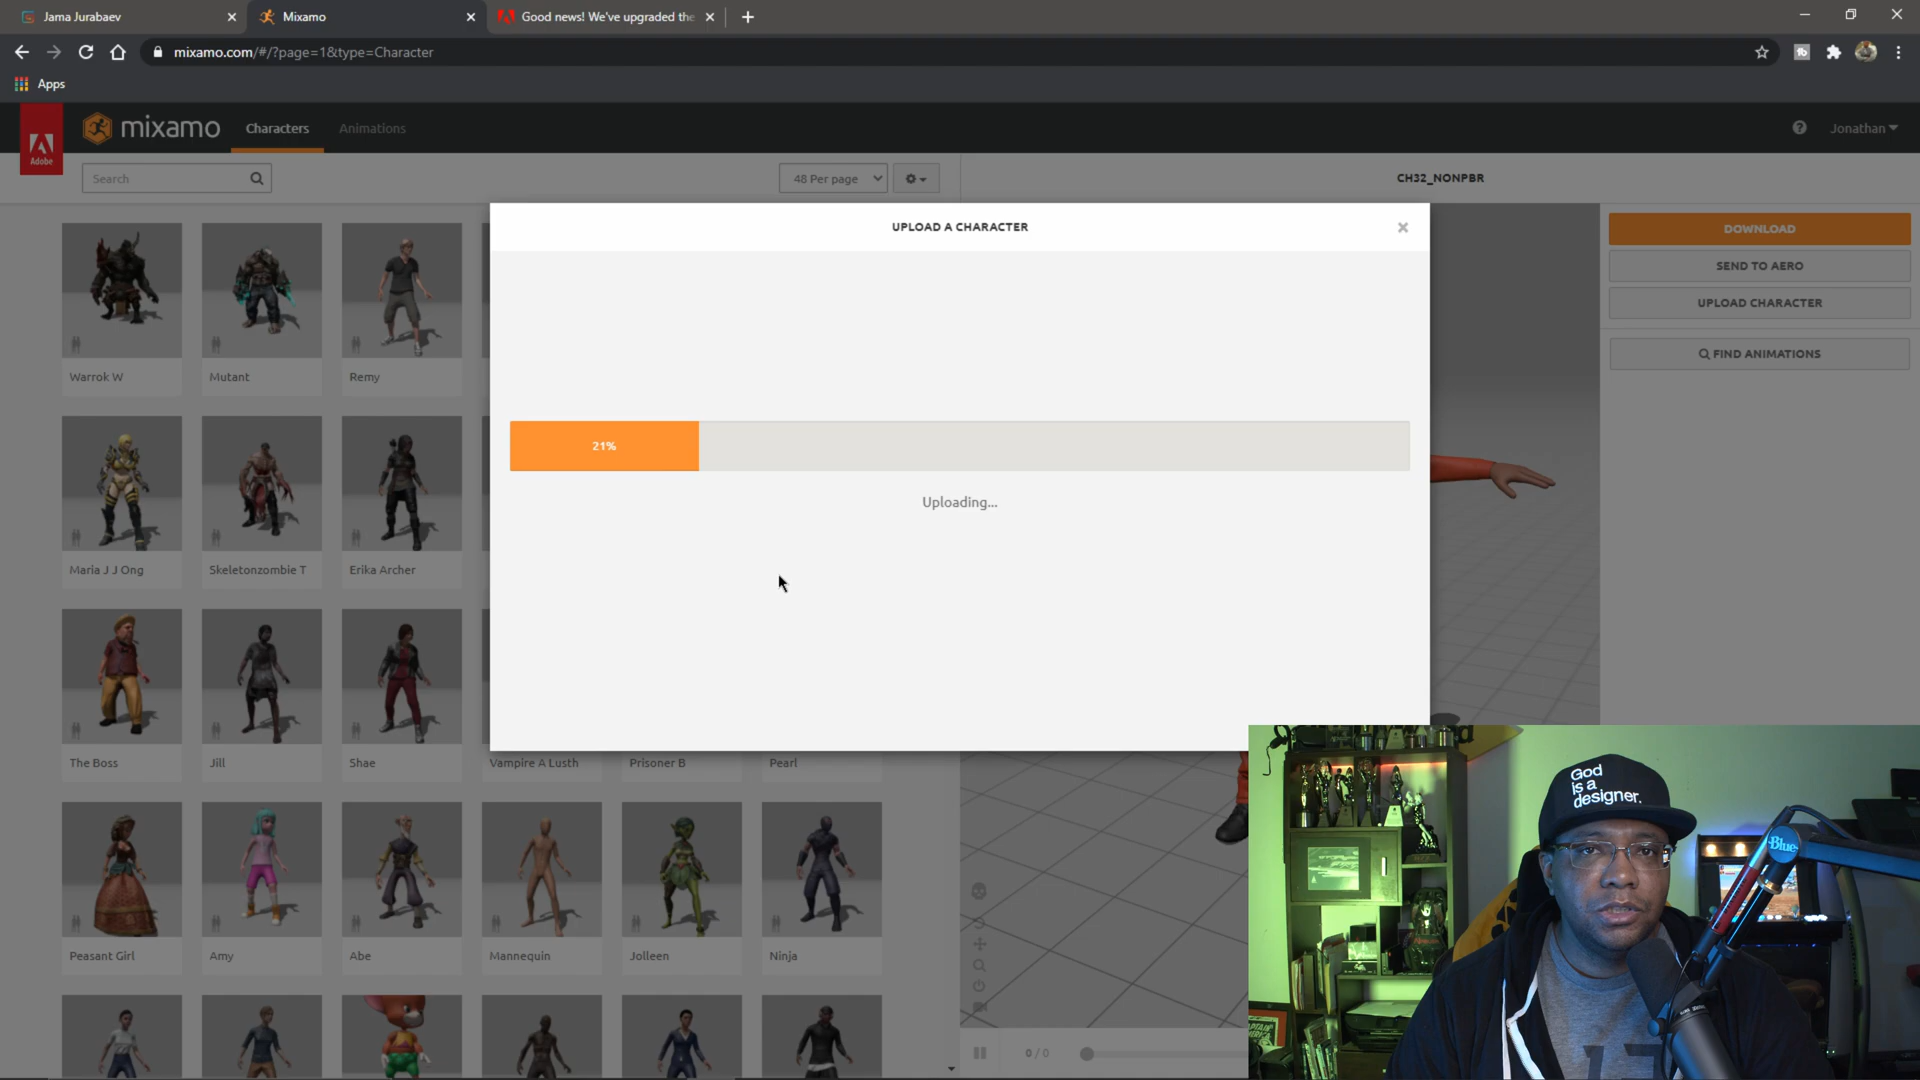 Jama Jurabaev
Mixamo
Good news! We've upgraded the
mixamo.com/#/?page=1&type=Character
Apps
Adobe
mixamo
Characters
Animations
Jonathan
Search
48 Per page
CH32_NONPBR
UPLOAD A CHARACTER
DOWNLOAD
SEND TO AERO
UPLOAD CHARACTER
FIND ANIMATIONS
Warrok W
Mutant
Remy
21%
Uploading...
Maria J J Ong
Skeletonzombie T
Erika Archer
The Boss
Jill
Shae
Vampire A Lusth
Prisoner B
Pearl
God
is a
designer.
Blue
Peasant Girl
Amy
Abe
Mannequin
Jolleen
Ninja
0 / 0
CAPTAIN
AMERICA